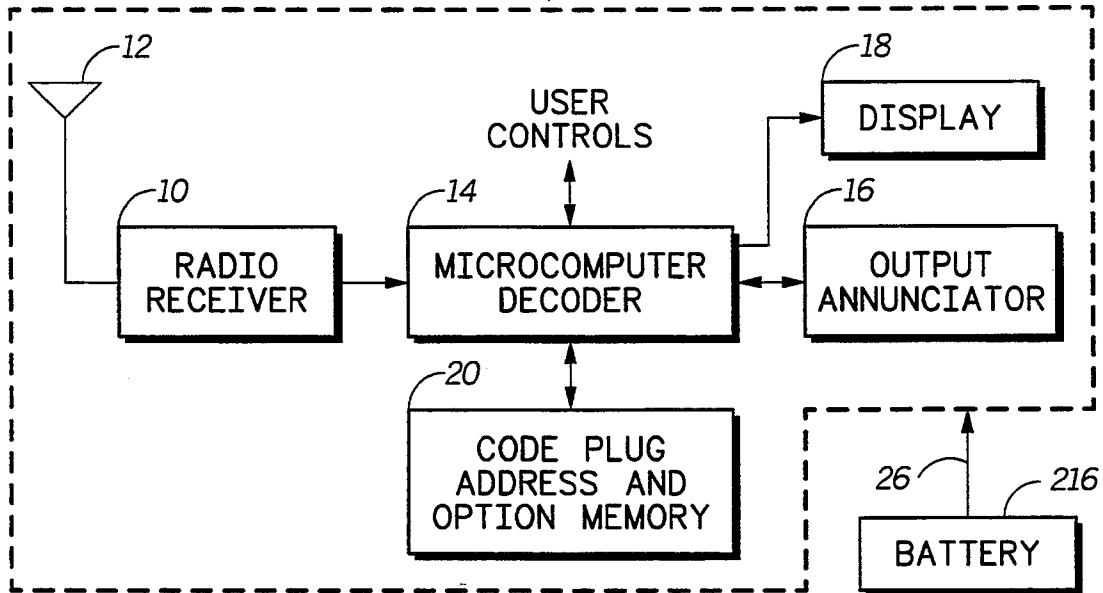 12
18
USER
CONTROLS
DISPLAY
10
14
16
RADIO
RECEIVER
MICROCOMPUTER
DECODER
OUTPUT
ANNUNCIATOR
20
CODE PLUG
ADDRESS AND
OPTION MEMORY
26
216
BATTERY